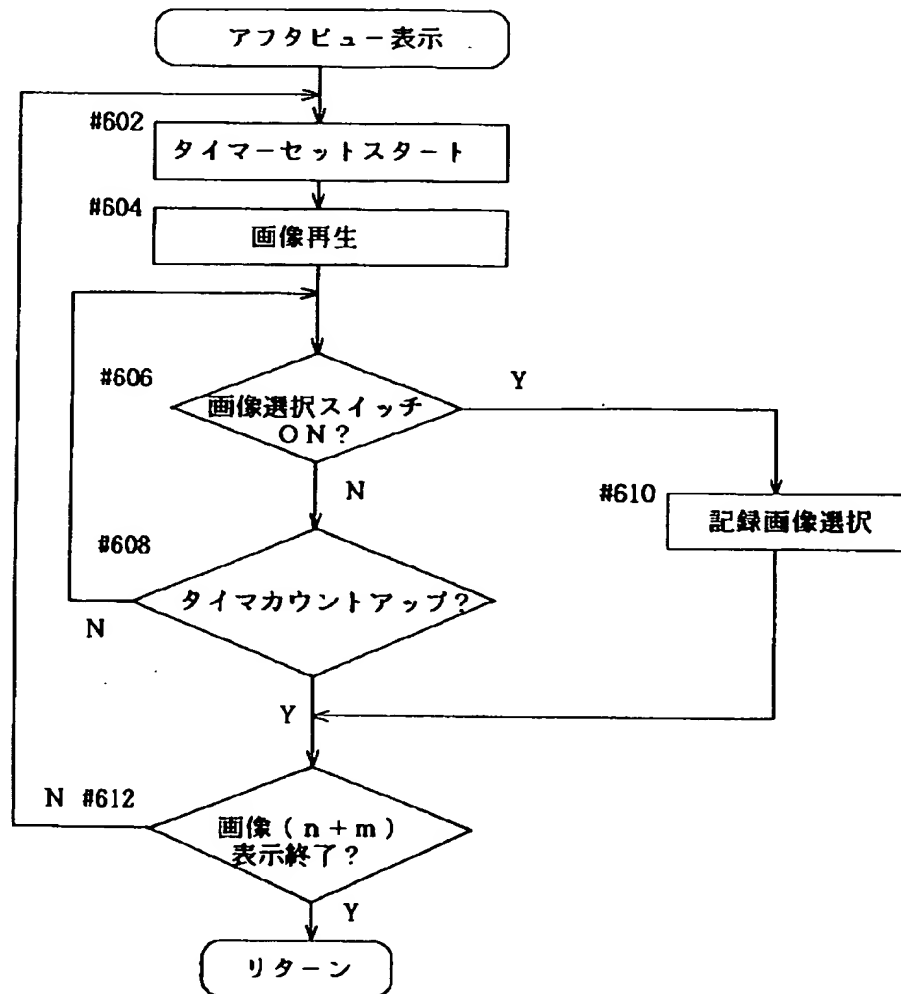 アフタビュー表示
#602
タイマーセットスタート
#604
画像再生
#606
画像選択スイッチ
ON?
Y
N
#610
記録画像選択
#608
タイマカウントアップ?
N
Y
N #612
画像(n+m)
表示終了?
Y
リターン